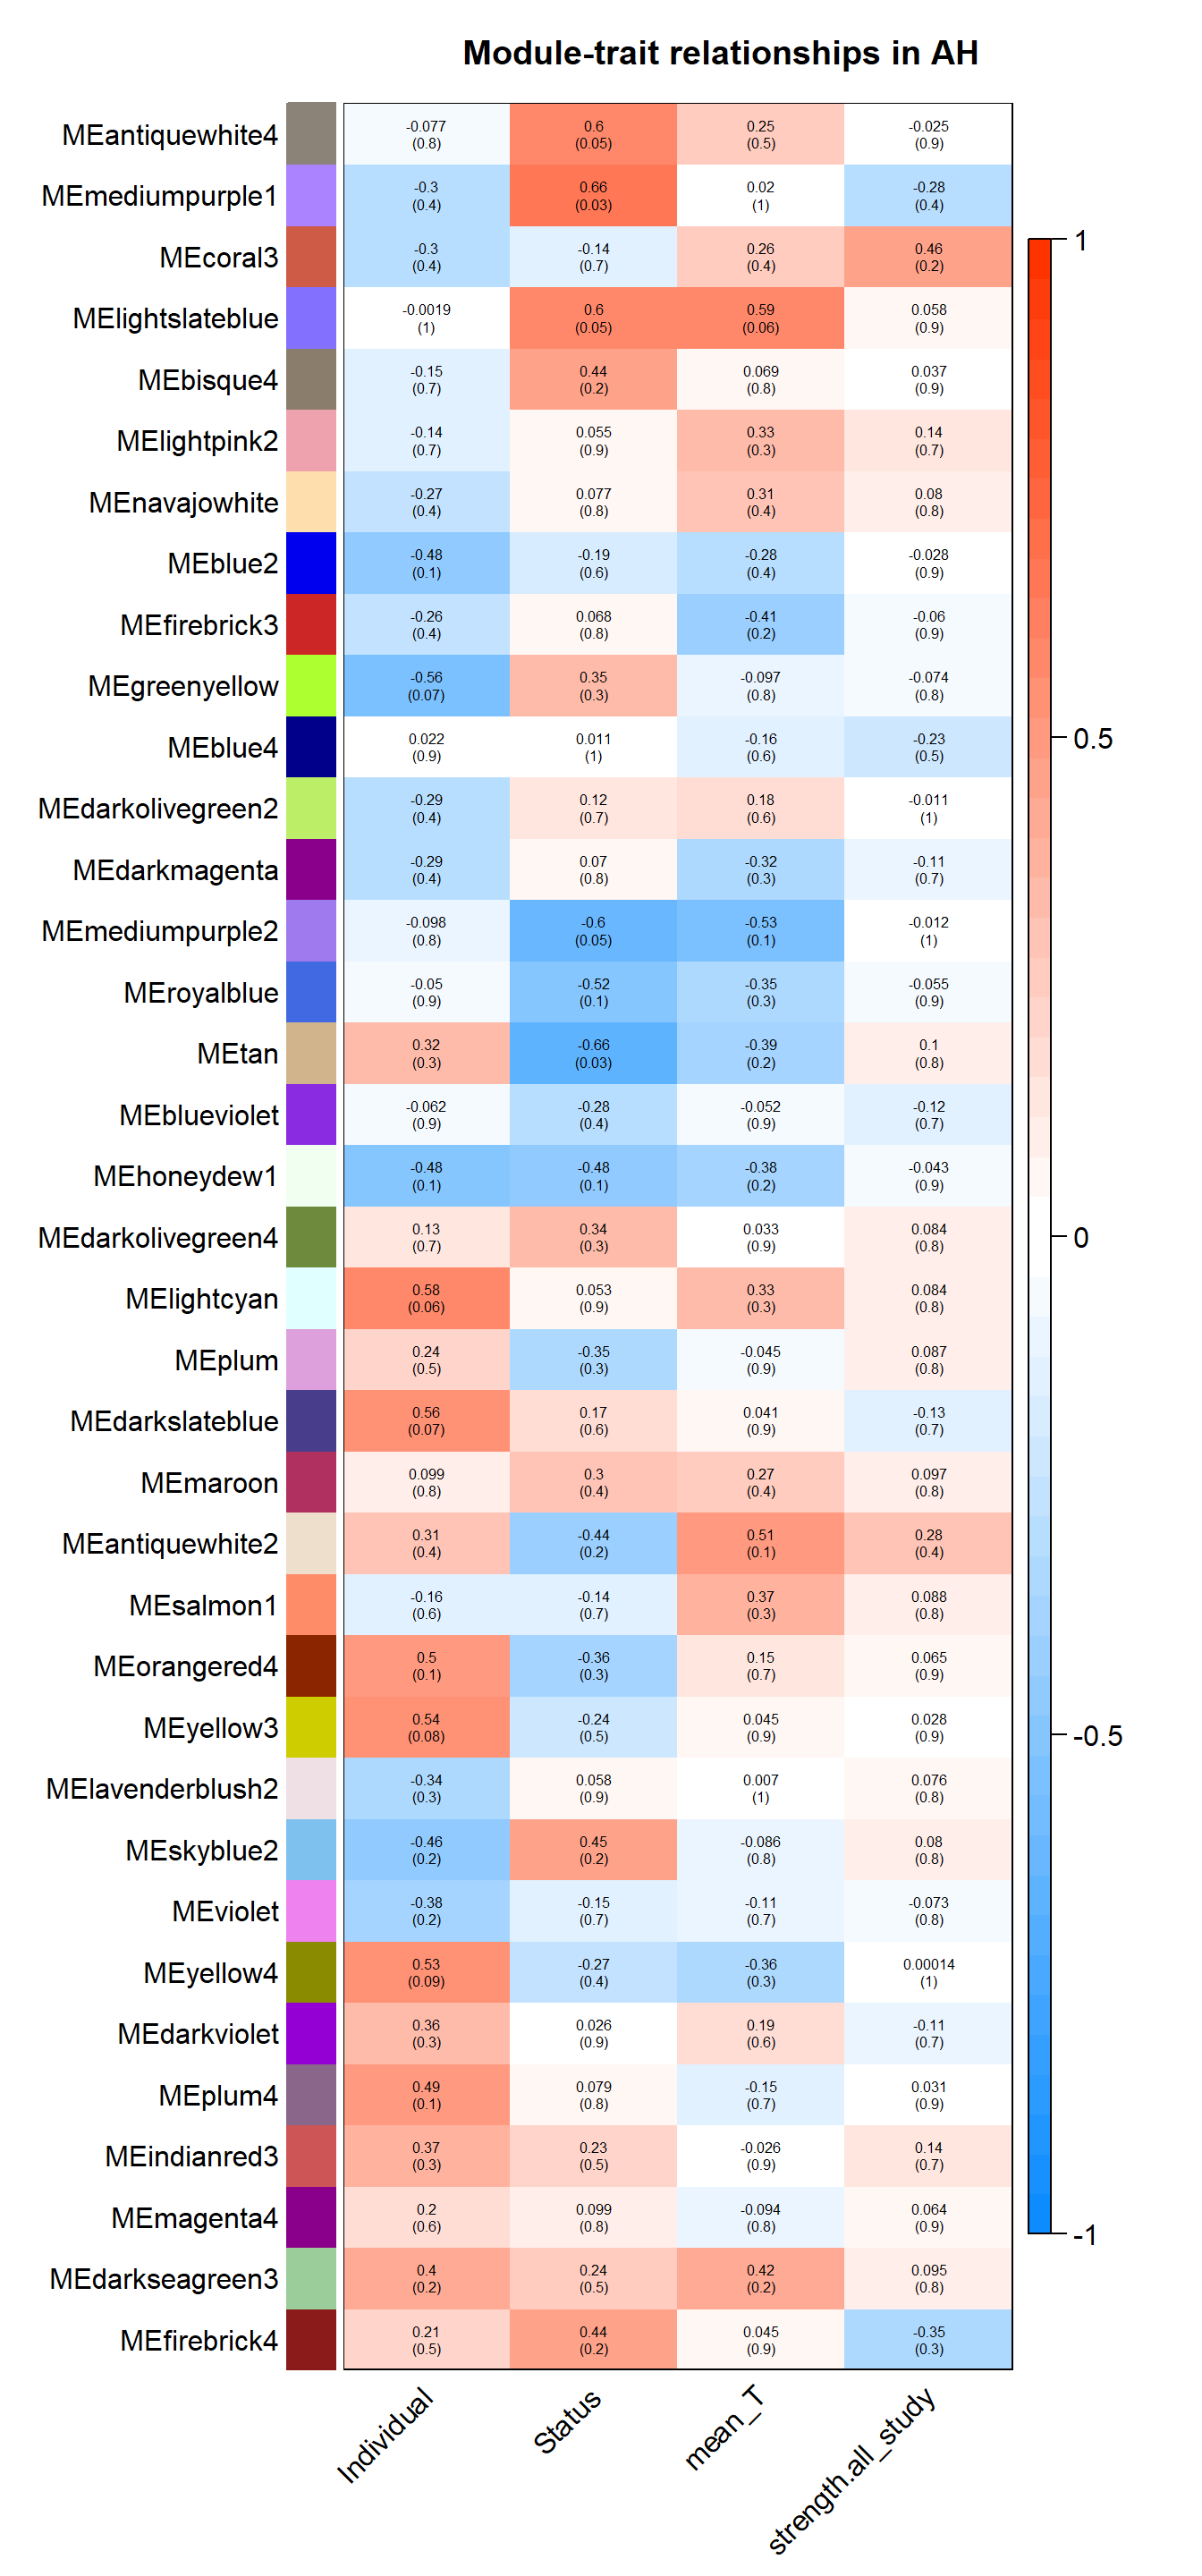 Module-trait relationships in AH
MEantiquewhite4 -0.077 0.6 0.25 -0.025
(0.8) (0.05) (0.5) (0.9)
MEmediumpurple1 -0.3 0.66 0.02 -0.28
(0.4) (0.03) (1) (0.4)
MEcoral3 -0.3 -0.14 0.26 0.46
(0.4) (0.7) (0.4) (0.2)
MElightslateblue -0.0019 0.6 0.59 0.058
(1) (0.05) (0.06) (0.9)
MEbisque4 -0.15 0.44 0.069 0.037
(0.7) (0.2) (0.8) (0.9)
MElightpink2 -0.14 0.055 0.33 0.14
(0.7) (0.9) (0.3) (0.7)
MEnavajowhite -0.27 0.077 0.31 0.08
(0.4) (0.8) (0.4) (0.8)
MEblue2 -0.48 -0.19 -0.28 -0.028
(0.1) (0.6) (0.4) (0.9)
MEfirebrick3 -0.26 0.068 -0.41 -0.06
(0.4) (0.8) (0.2) (0.9)
MEgreenyellow -0.56 0.35 -0.097 -0.074
(0.07) (0.3) (0.8) (0.8)
MEblue4 0.022 0.011 -0.16 -0.23
(0.9) (1) (0.6) (0.5)
MEdarkolivegreen2 -0.29 0.12 0.18 -0.011
(0.4) (0.7) (0.6) (1)
MEdarkmagenta -0.29 0.07 -0.32 -0.11
(0.4) (0.8) (0.3) (0.7)
MEmediumpurple2 -0.098 -0.6 -0.53 -0.012
(0.8) (0.05) (0.1) (1)
MEroyalblue -0.05 -0.52 -0.35 -0.055
(0.9) (0.1) (0.3) (0.9)
MEtan 0.32 -0.66 -0.39 0.1
(0.3) (0.03) (0.2) (0.8)
MEblueviolet -0.062 -0.28 -0.052 -0.12
(0.9) (0.4) (0.9) (0.7)
MEhoneydew1 -0.48 -0.48 -0.38 -0.043
(0.1) (0.1) (0.2) (0.9)
MEdarkolivegreen4 0.13 0.34 0.033 0.084
(0.7) (0.3) (0.9) (0.8)
MElightcyan 0.58 0.053 0.33 0.084
(0.06) (0.9) (0.3) (0.8)
MEplum 0.24 -0.35 -0.045 0.087
(0.5) (0.3) (0.9) (0.8)
MEdarkslateblue 0.56 0.17 0.041 -0.13
(0.07) (0.6) (0.9) (0.7)
MEmaroon 0.099 0.3 0.27 0.097
(0.8) (0.4) (0.4) (0.8)
MEantiquewhite2 0.31 -0.44 0.51 0.28
(0.4) (0.2) (0.1) (0.4)
MEsalmon1 -0.16 -0.14 0.37 0.088
(0.6) (0.7) (0.3) (0.8)
MEorangered4 0.5 -0.36 0.15 0.065
(0.1) (0.3) (0.7) (0.9)
MEyellow3 0.54 -0.24 0.045 0.028
(0.08) (0.5) (0.9) (0.9)
MElavenderblush2 -0.34 0.058 0.007 0.076
(0.3) (0.9) (1) (0.8)
MEskyblue2 -0.46 0.45 -0.086 0.08
(0.2) (0.2) (0.8) (0.8)
MEviolet -0.38 -0.15 -0.11 -0.073
(0.2) (0.7) (0.7) (0.8)
MEyellow4 0.53 -0.27 -0.36 0.00014
(0.09) (0.4) (0.3) (1)
MEdarkviolet 0.36 0.026 0.19 -0.11
(0.3) (0.9) (0.6) (0.7)
MEplum4 0.49 0.079 -0.15 0.031
(0.1) (0.8) (0.7) (0.9)
MEindianred3 0.37 0.23 -0.026 0.14
(0.3) (0.5) (0.9) (0.7)
MEmagenta4 0.2 0.099 -0.094 0.064
(0.6) (0.8) (0.8) (0.9)
MEdarkseagreen3 0.4 0.24 0.42 0.095
(0.2) (0.5) (0.2) (0.8)
MEfirebrick4 0.21 0.44 0.045 -0.35
(0.5) (0.2) (0.9) (0.3)
Individual Status mean_T strength.all_study
1
0.5
0
-0.5
-1